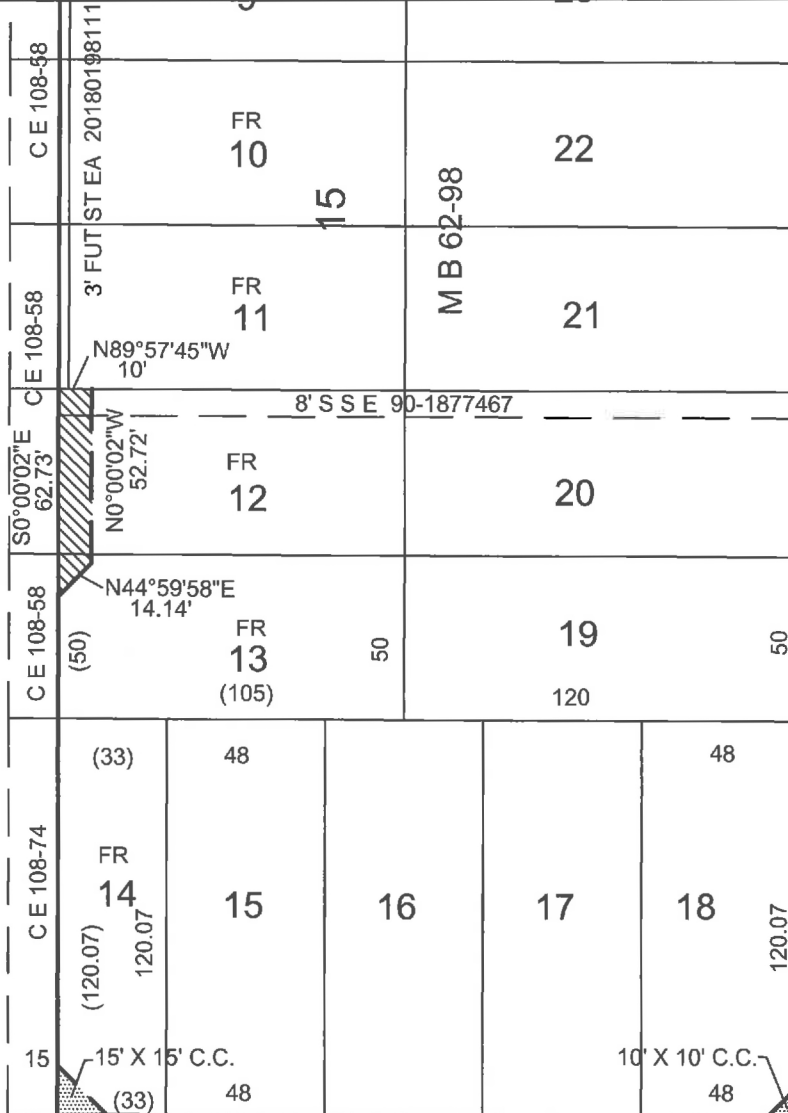 C E 108-58
3' FUT ST EA 20180198111
FR
10
22
15
M B 62-98
C E 108-58
FR
11
21
N89°57'45"W
10'
8' S S E 90-1877467
S0°00'02"E
62.73'
N0°00'02"W
52.72'
FR
12
20
N44°59'58"E
14.14'
C E 108-58
(50)
FR
13
(105)
50
19
120
50
(33)
48
48
C E 108-74
FR
14
(120.07)
120.07
15
16
17
18
120.07
15
15' X 15' C.C.
10' X 10' C.C.
(33)
48
48